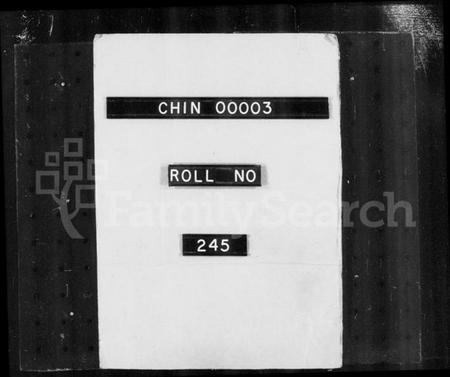 CHIN 00003
ROLL NO
FamilySearch
245